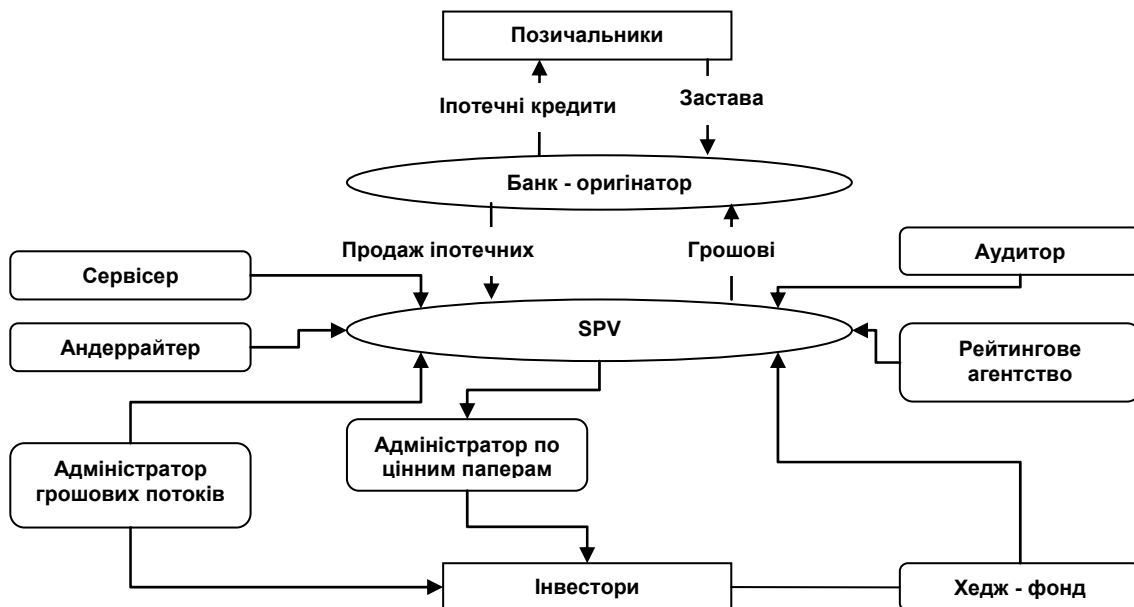 Позичальники
Іпотечні кредити
Застава
Банк - оригінатор
Продаж іпотечних
Грошові
Сервісер
Аудитор
SPV
Андеррайтер
Рейтингове
агентство
Адміністратор
грошових потоків
Адміністратор по
цінним паперам
Інвестори
Хедж - фонд